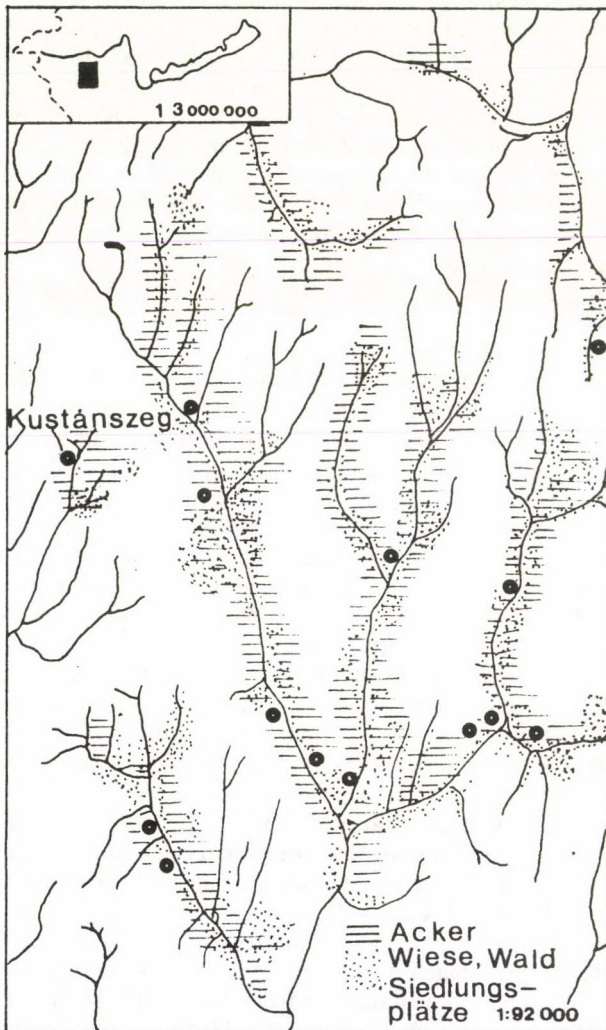 1 3 000 000
Kustánszeg
Acker
Wiese, Wald
Siedlungs-
plätze 1:92 000